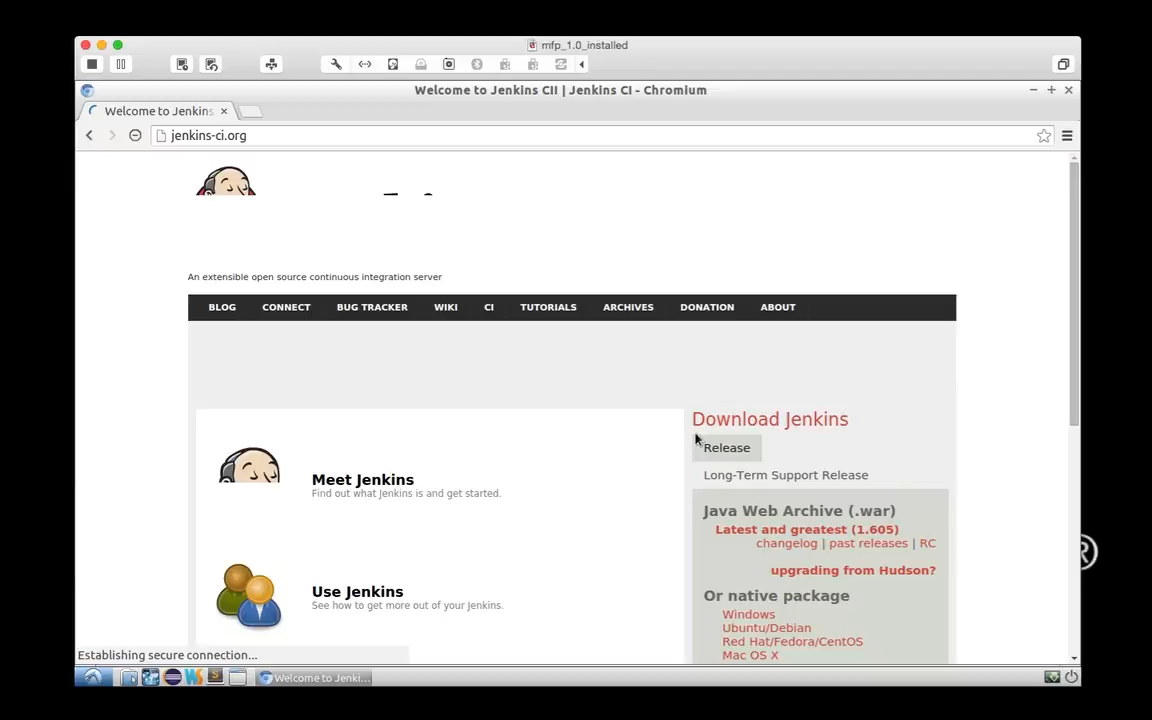 mfp_1.0_installed
Welcome to Jenkins CI! | Jenkins CI - Chromium
Welcome to Jenkins
jenkins-ci.org
An extensible open source continuous integration server
BLOG CONNECT BUG TRACKER WIKI CI TUTORIALS ARCHIVES DONATION ABOUT
Download Jenkins
Release
Long-Term Support Release
Java Web Archive (.war)
Latest and greatest (1.605)
changelog | past releases | RC
upgrading from Hudson?
Or native package
Windows
Ubuntu/Debian
Red Hat/Fedora/CentOS
Mac OS X
Meet Jenkins
Find out what Jenkins is and get started.
Use Jenkins
See how to get more out of your Jenkins.
Establishing secure connection...
Welcome to Jenki...
®